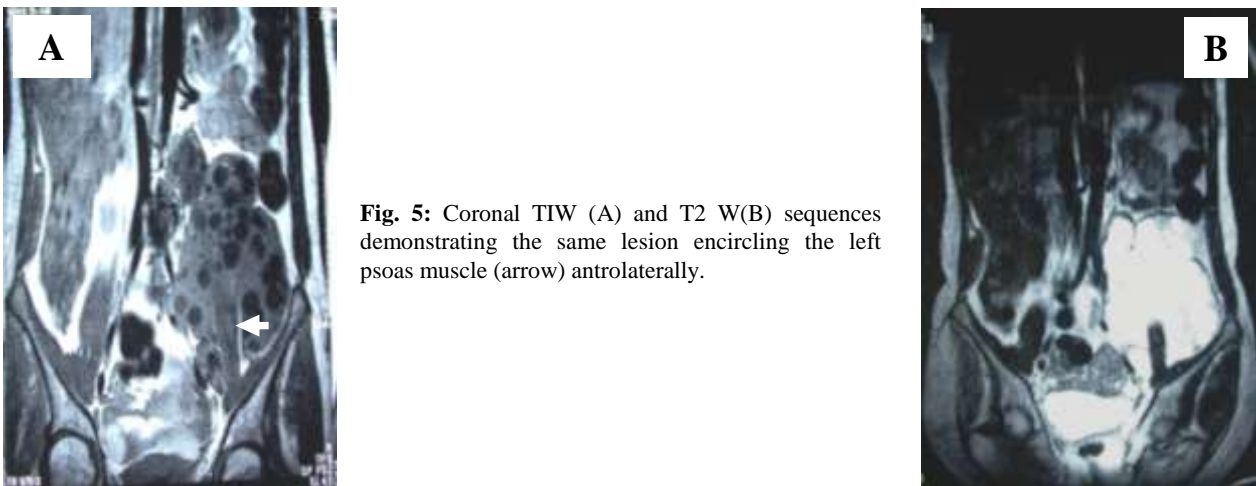 A
B
Fig. 5: Coronal TIW (A) and T2 W(B) sequences
demonstrating the same lesion encircling the left
psoas muscle (arrow) antrolaterally.